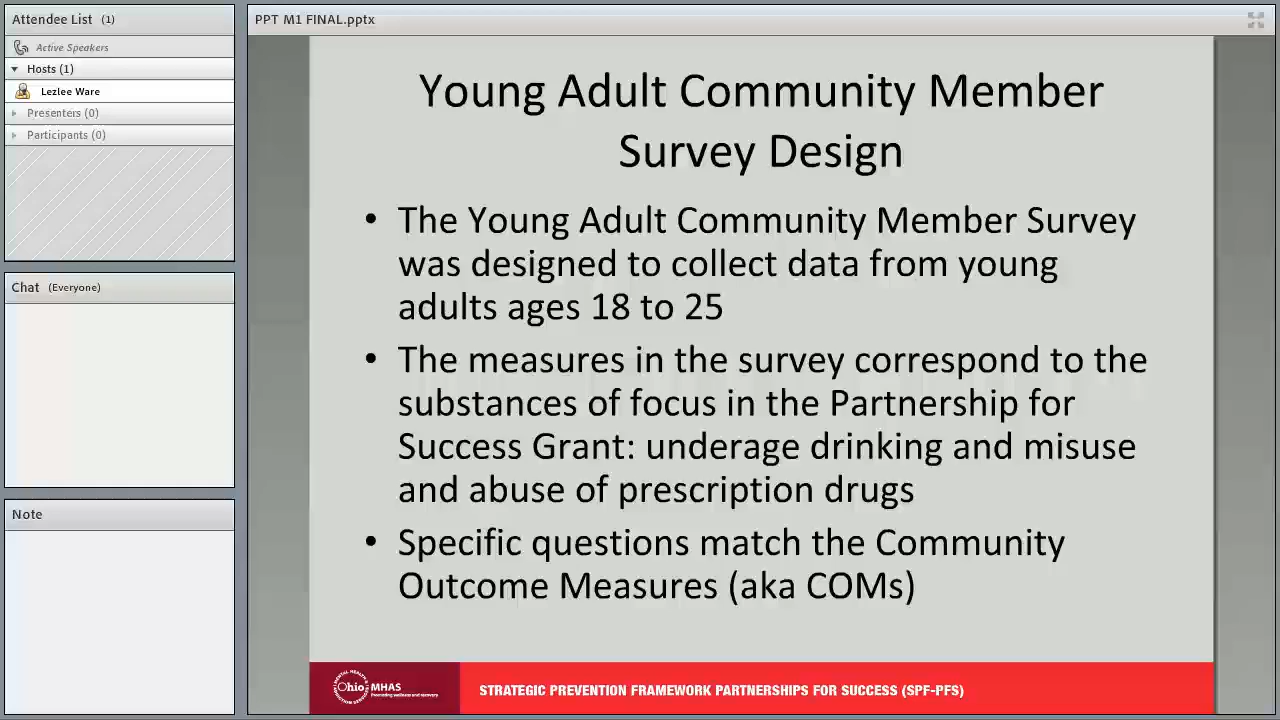 Attendee List (1)
Active Speakers
Hosts (1)
Lezlee Ware
Presenters (0)
Participants (0)
Chat (Everyone)
Note
PPT M1 FINAL.pptx
Young Adult Community Member
Survey Design
• The Young Adult Community Member Survey
was designed to collect data from young
adults ages 18 to 25
• The measures in the survey correspond to the
substances of focus in the Partnership for
Success Grant: underage drinking and misuse
and abuse of prescription drugs
• Specific questions match the Community
Outcome Measures (aka COMs)
Ohio MHAS
Promoting wellness and recovery
STRATEGIC PREVENTION FRAMEWORK PARTNERSHIPS FOR SUCCESS (SPF-PFS)